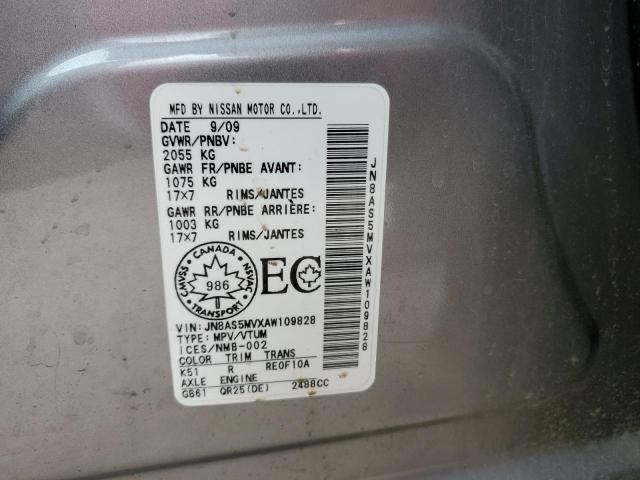 MFD BY NISSAN MOTOR CO.,LTD.
DATE 9/09
GVWR/PNBV:
2055 KG
GAWR FR/PNBE AVANT:
1075 KG
17x7 RIMS/JANTES
GAWR RR/PNBE ARRIÈRE:
1003 KG
17x7 RIMS/JANTES
CANADA
CMVSS NSVAC
986
TRANSPORT
EC
VIN: JN8AS5MVXAW109828
TYPE: MPV/VTUM
ICES/NMB-002
COLOR TRIM TRANS
K51 R RE0F10A
AXLE ENGINE
GB61 QR25(DE) 2488CC
JN8AS5MVXAW109828